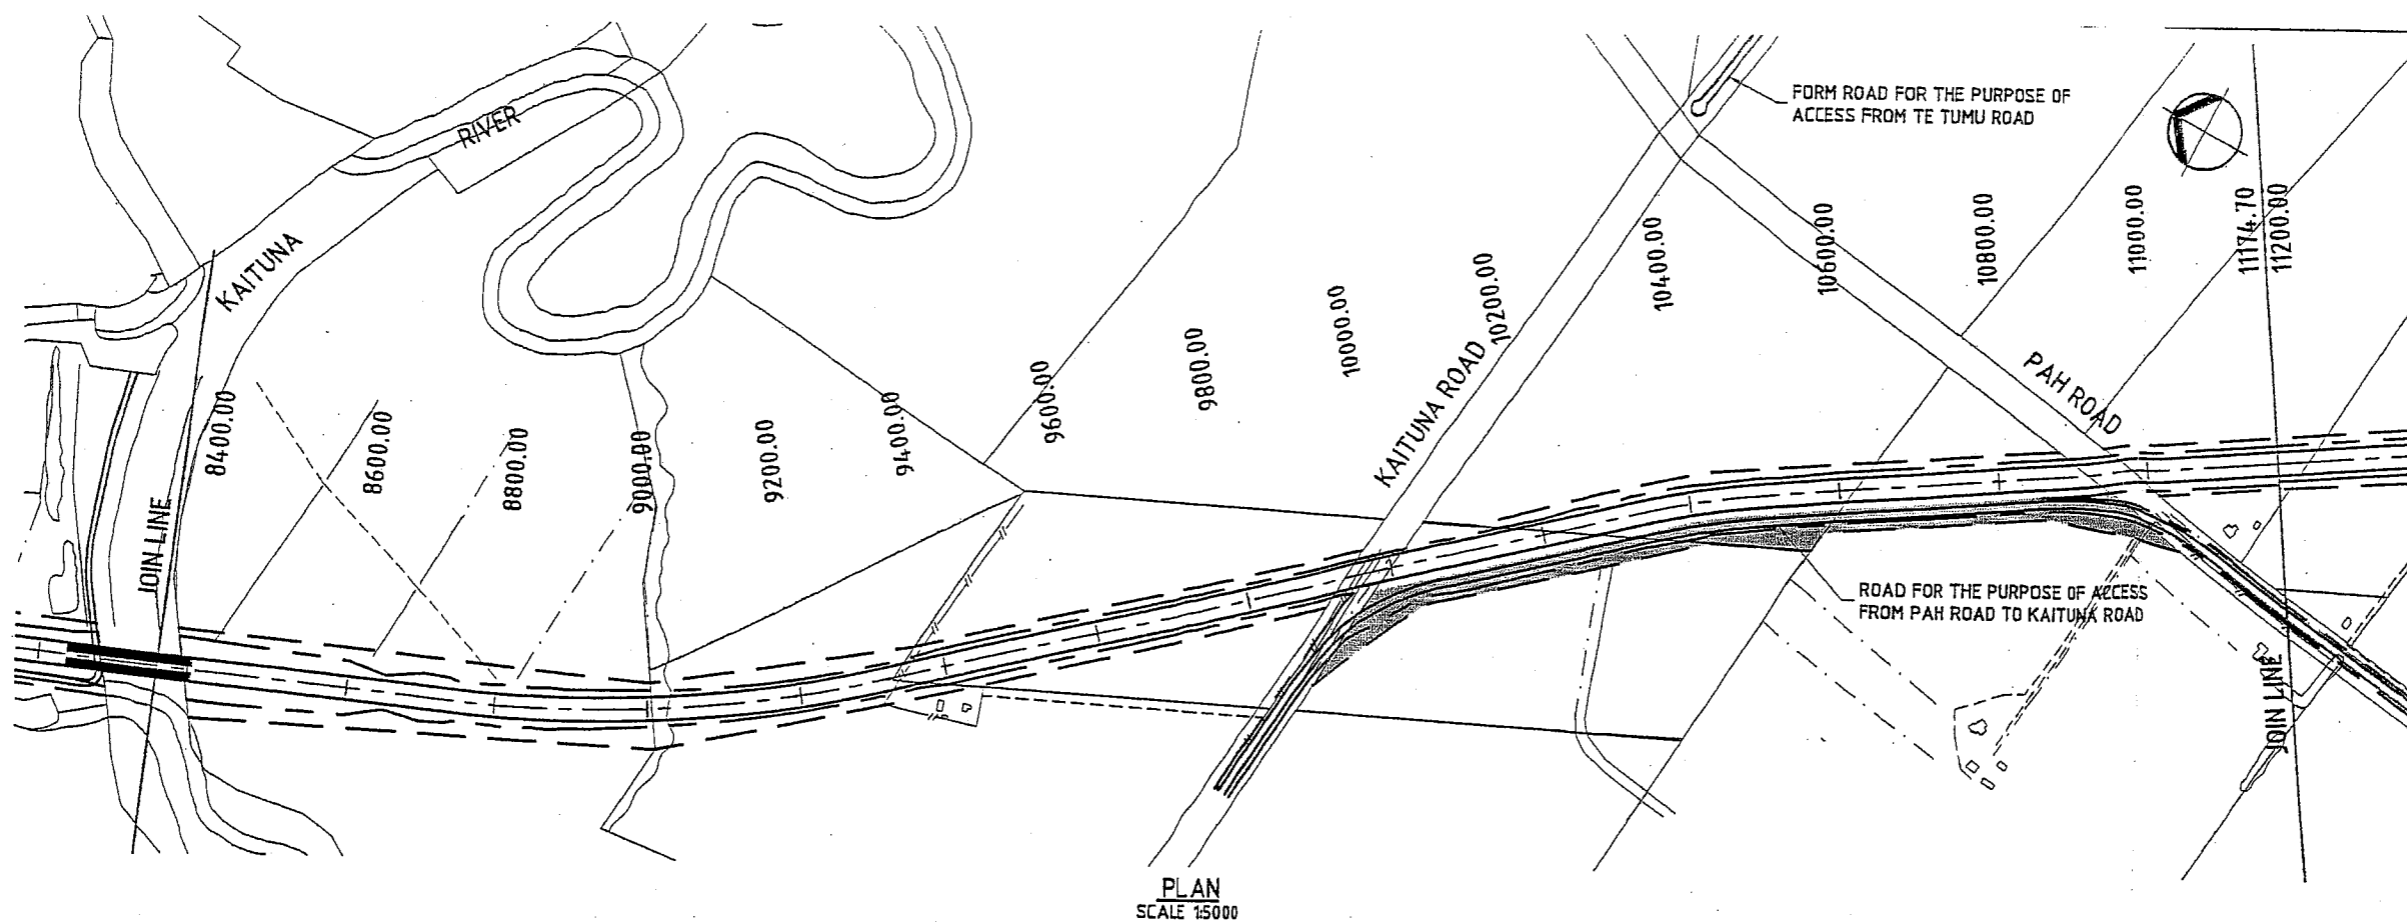 FORM ROAD FOR THE PURPOSE OF
ACCESS FROM TE TUMU ROAD
RIVER
KAITUNA
JOIN LINE
8400.00
8600.00
8800.00
9000.00
9200.00
9400.00
9600.00
9800.00
10000.00
10200.00
10400.00
10600.00
10800.00
11000.00
11174.70
11200.00
KAITUNA ROAD
PAH ROAD
ROAD FOR THE PURPOSE OF ACCESS
FROM PAH ROAD TO KAITUNA ROAD
JOIN LINE
PLAN
SCALE 1:5000